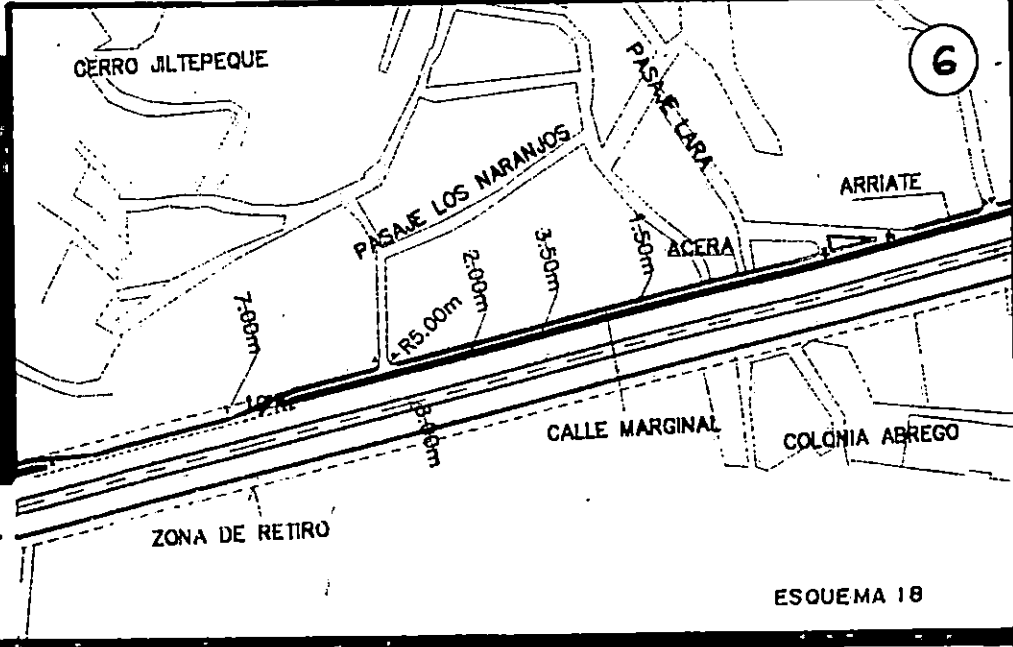 6
CERRO JILTEPEQUE
PASAJE LARA
PASAJE LOS NARANJOS
ARRIATE
ACERA
1.50m
3.50m
2.00m
7.00m
R5.00m
CALLE MARGINAL
COLONIA ABREGO
ZONA DE RETIRO
ESQUEMA 18